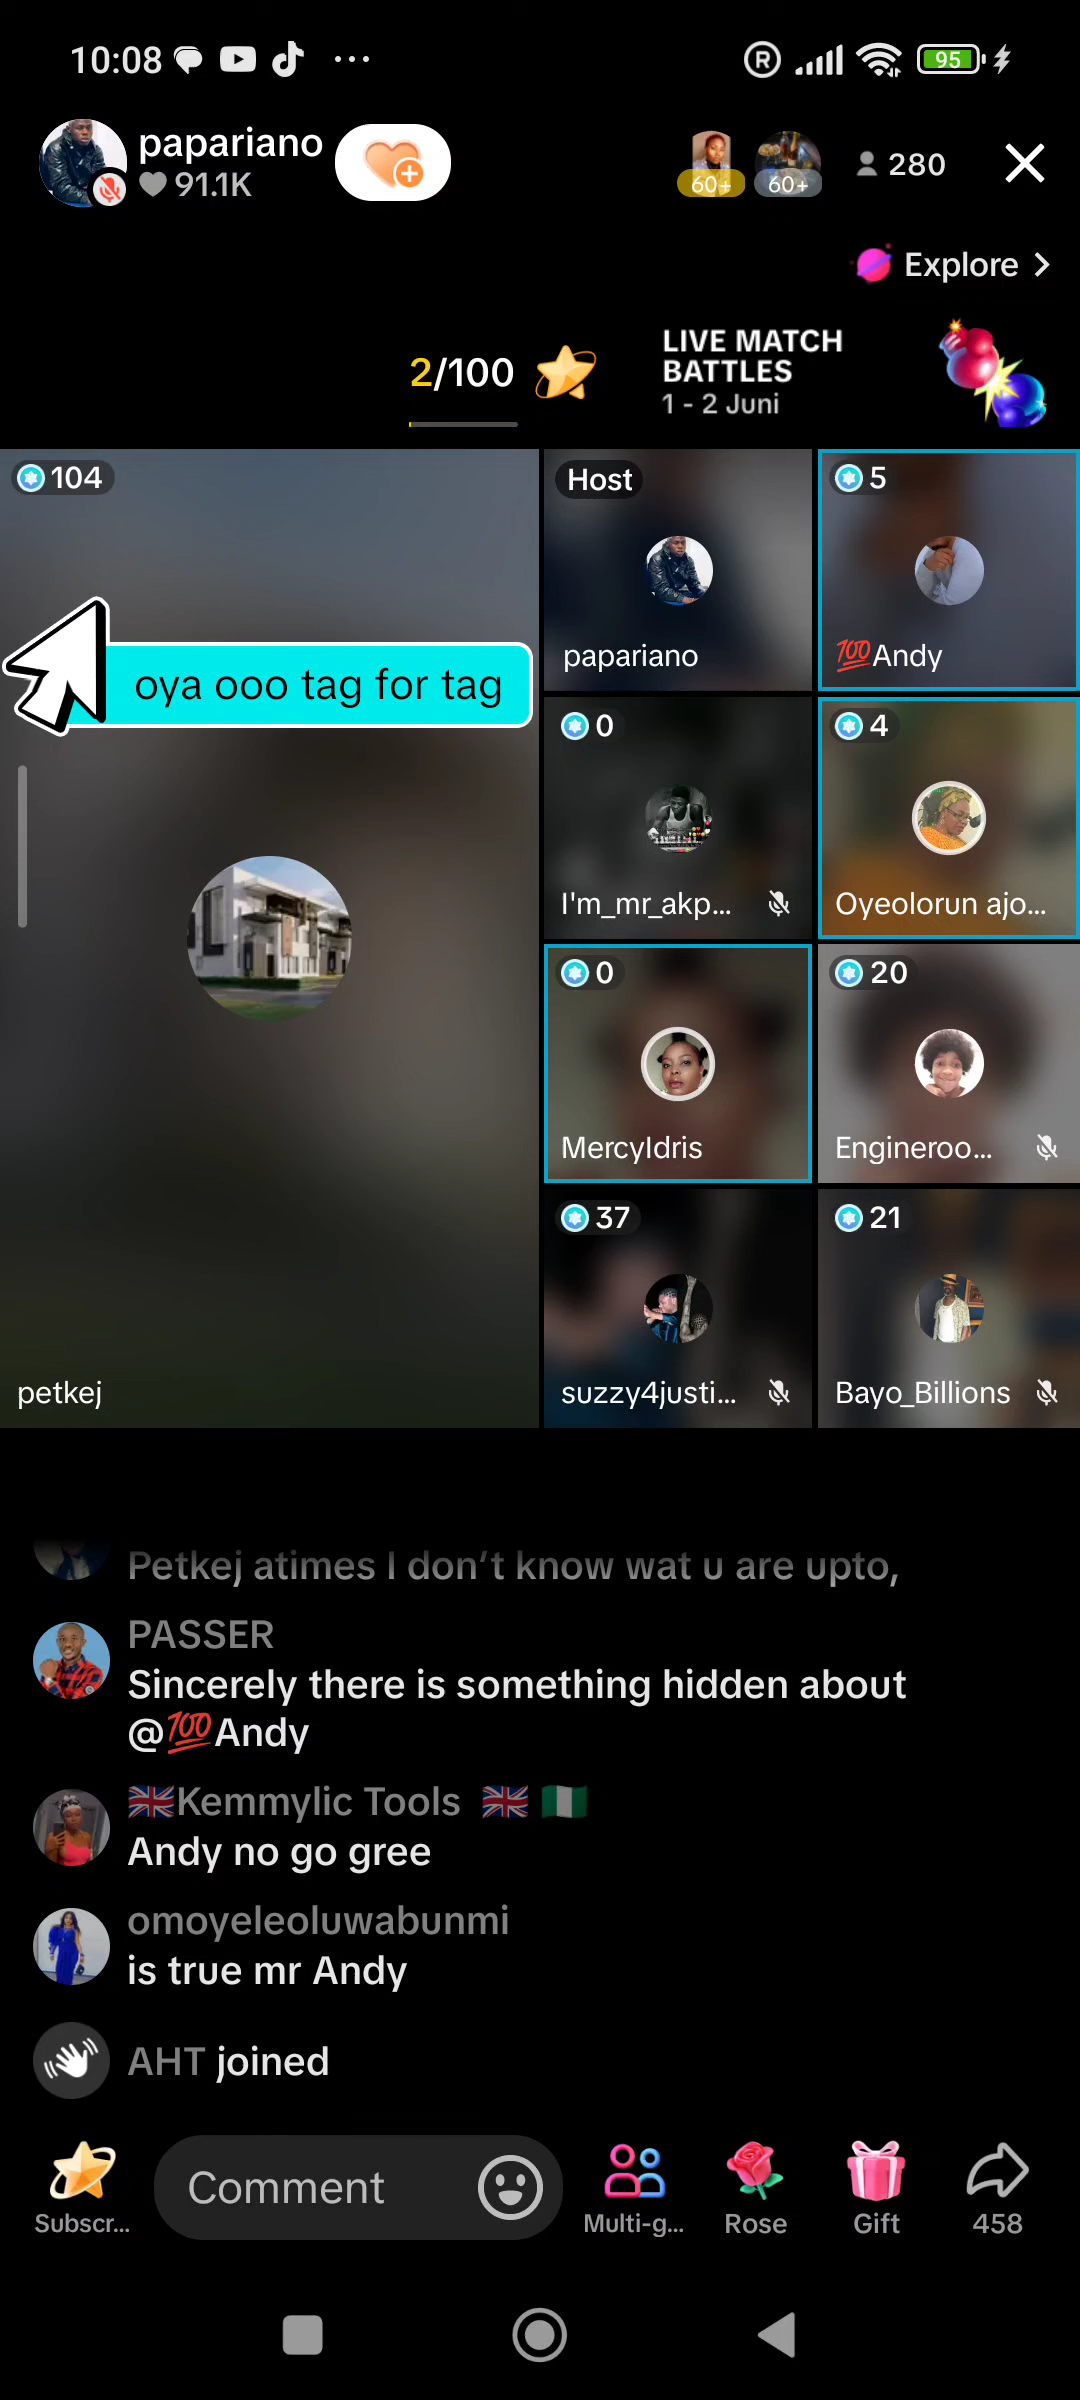 10:08
R
95
papariano
91.1K
60+
60+
280
Explore
2/100
LIVE MATCH
BATTLES
1 - 2 Juni
104
Host
5
oya ooo tag for tag
papariano
💯Andy
0
4
I'm_mr_akp...
Oyeolorun ajo...
0
20
MercyIdris
Engineroo...
37
21
petkej
suzzy4justi...
Bayo_Billions
Petkej atimes I don't know wat u are upto,
PASSER
Sincerely there is something hidden about
@💯Andy
🇬🇧Kemmylic Tools 🇬🇧 🇳🇬
Andy no go gree
omoyeleoluwabunmi
is true mr Andy
AHT joined
Comment
Subscr...
Multi-g...
Rose
Gift
458